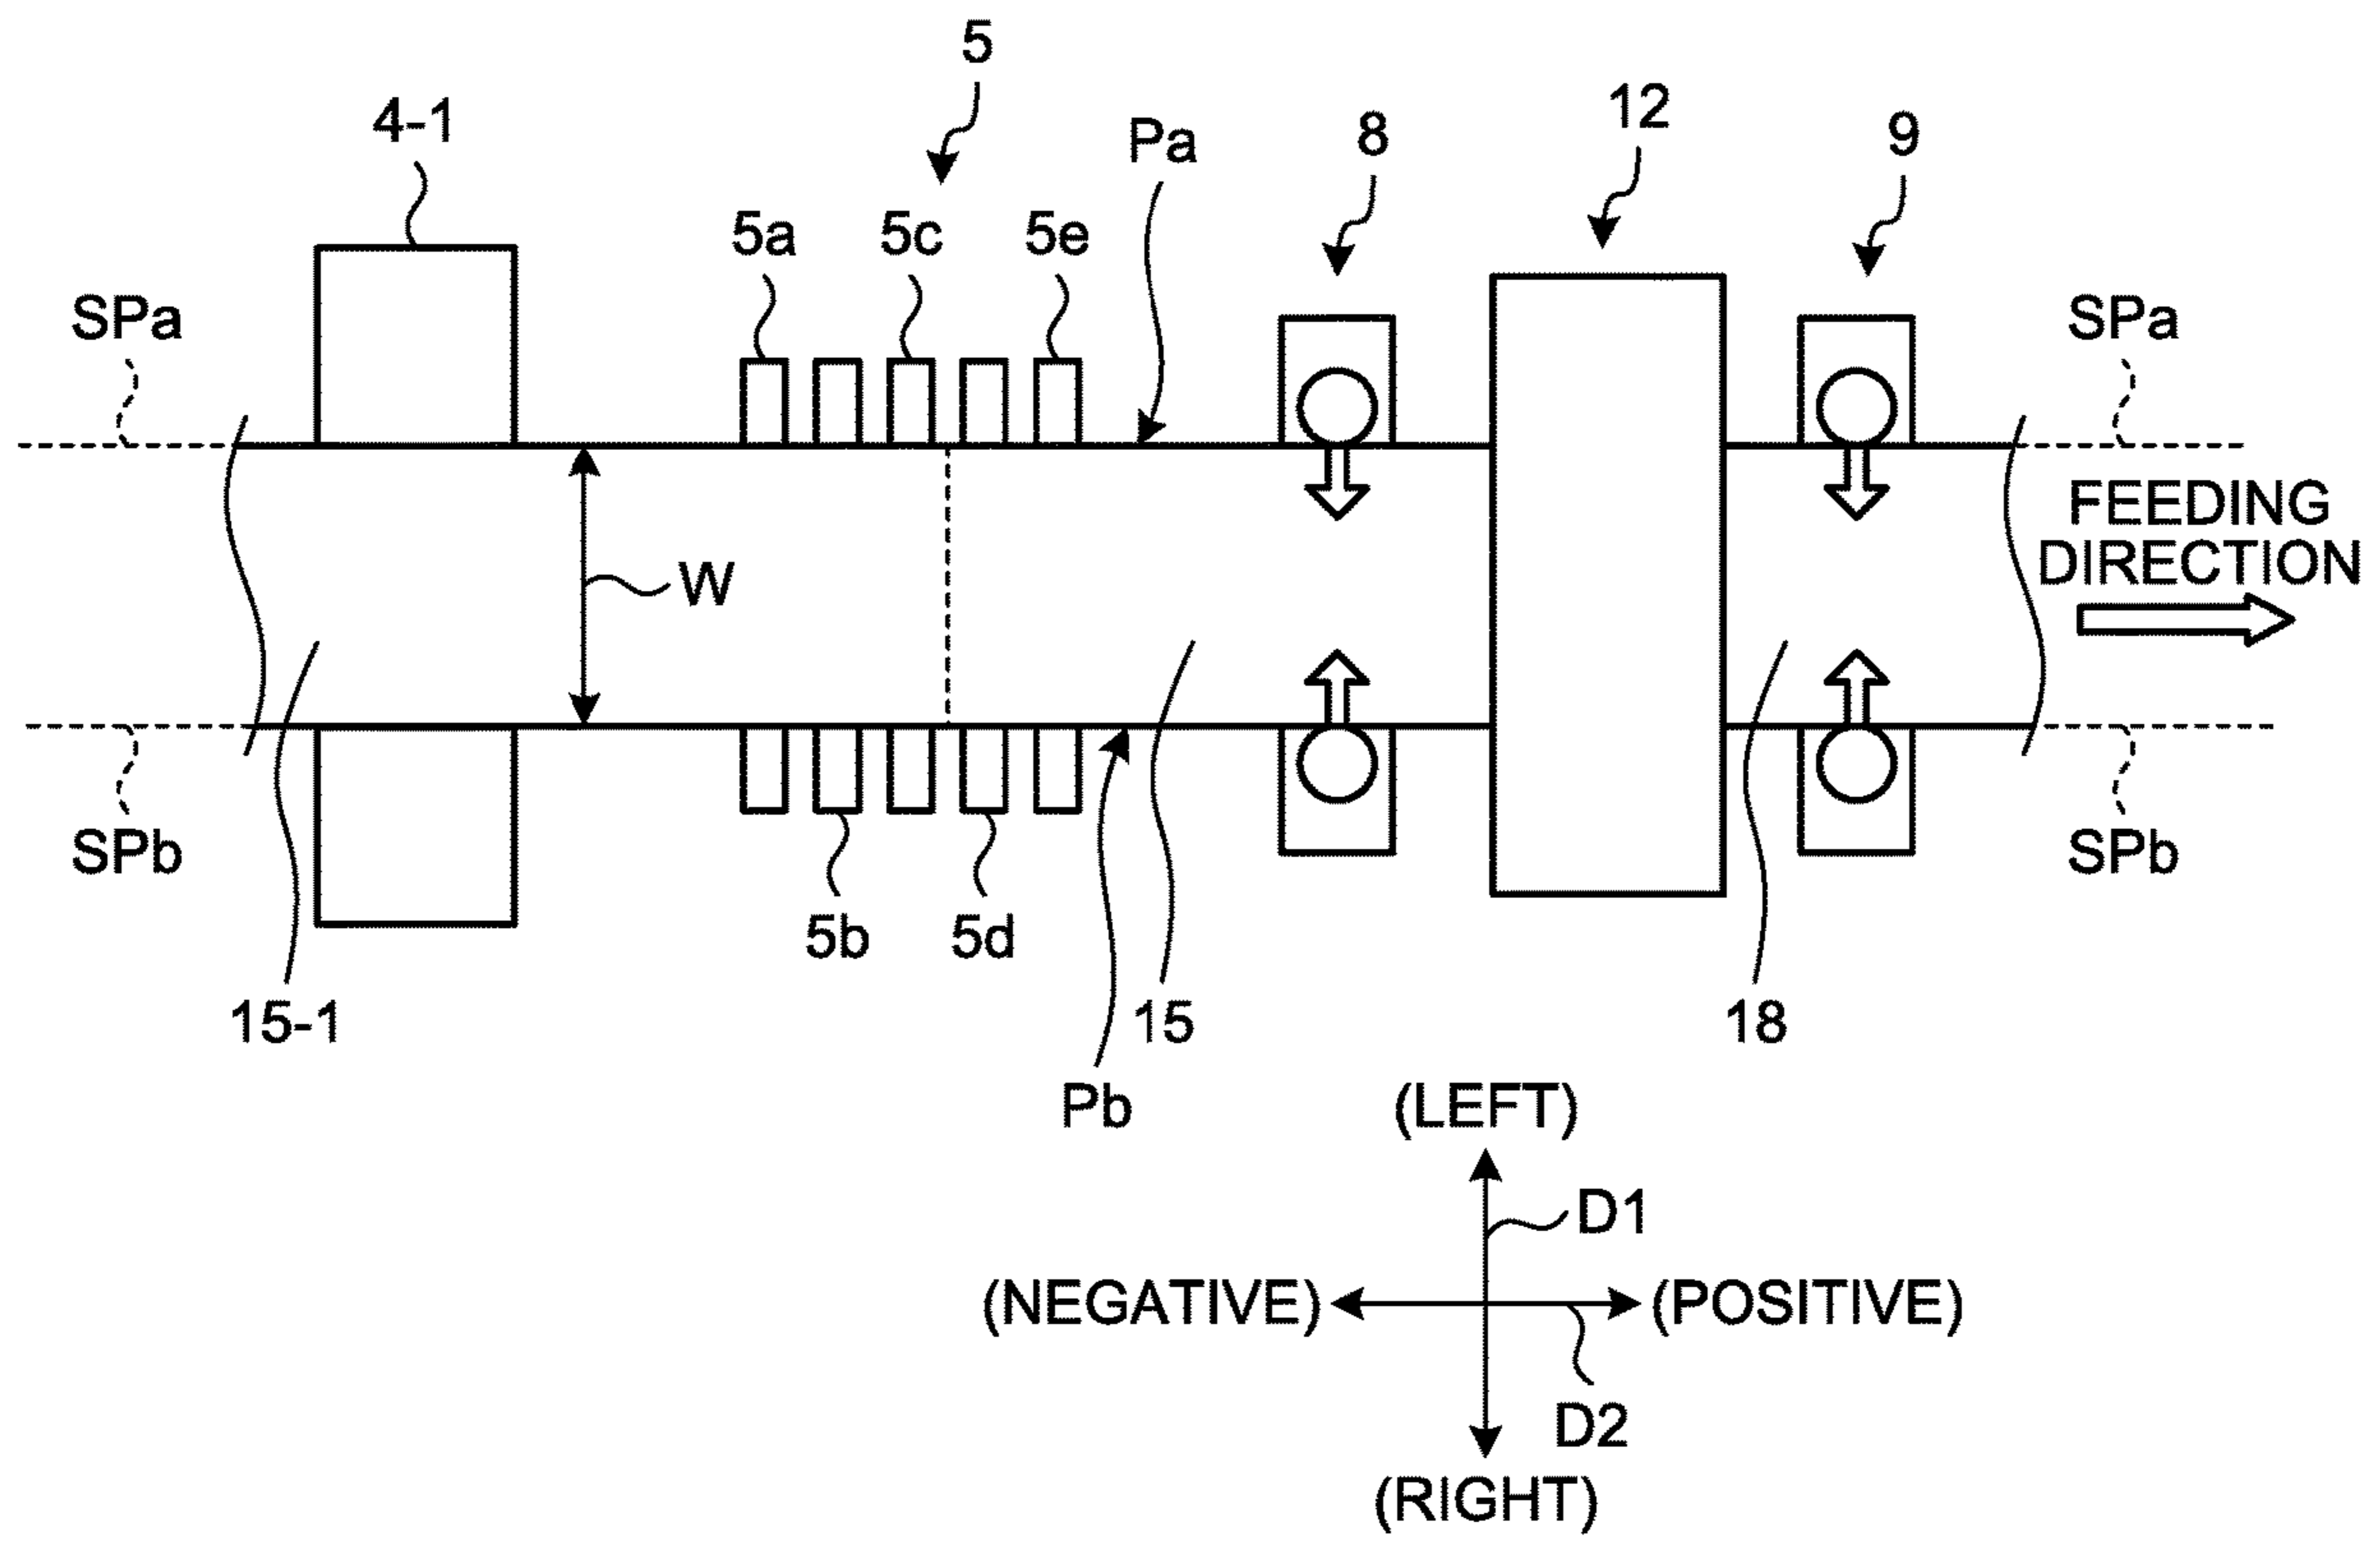 5
4-1
Pa
8
12
9
5a
5c
5e
SPa
SPa
FEEDING
DIRECTION
W
SPb
SPb
5b
5d
15-1
15
18
Pb
(LEFT)
D1
(NEGATIVE)
(POSITIVE)
D2
(RIGHT)